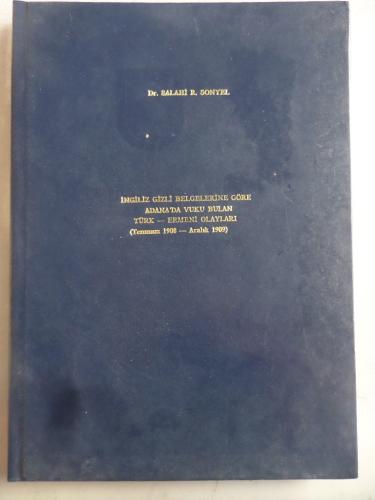 Dr. SALAHİ R. SONYEL
İNGİLİZ GİZLİ BELGELERİNE GÖRE
ADANA'DA VUKU BULAN
TÜRK — ERMENİ OLAYLARI
(Temmuz 1908 — Aralık 1909)